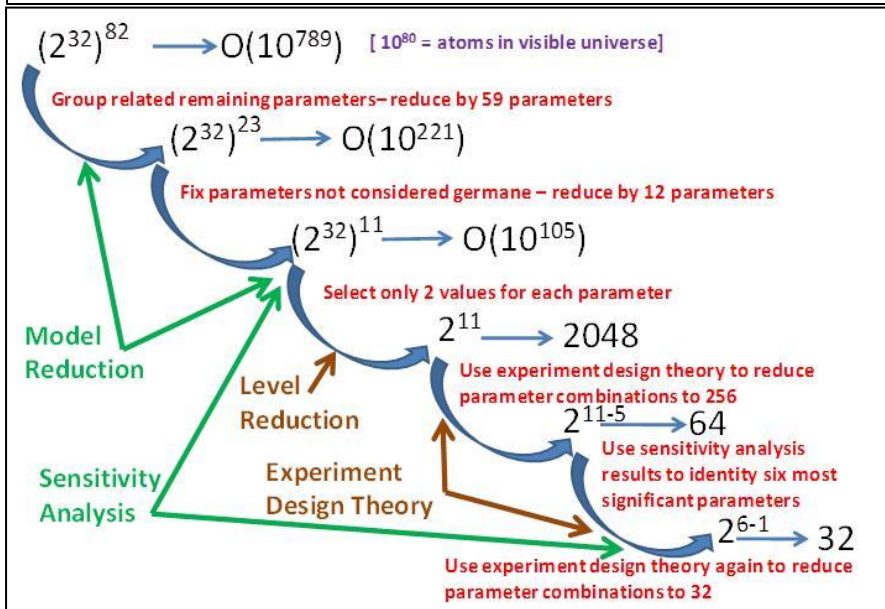 (2³²)⁸² O(10⁷⁸⁹) [ 10⁸⁰ = atoms in visible universe]
Group related remaining parameters– reduce by 59 parameters
(2³²)²³ O(10²²¹)
Fix parameters not considered germane – reduce by 12 parameters
(2³²)¹¹ O(10¹⁰⁵)
Select only 2 values for each parameter
2¹¹ 2048
Model
Reduction
Level
Reduction
Use experiment design theory to reduce
parameter combinations to 256
2¹¹⁻⁵ 64
Use sensitivity analysis
results to identity six most
significant parameters
Experiment
Design Theory
Sensitivity
Analysis
2⁶⁻¹ 32
Use experiment design theory again to reduce
parameter combinations to 32